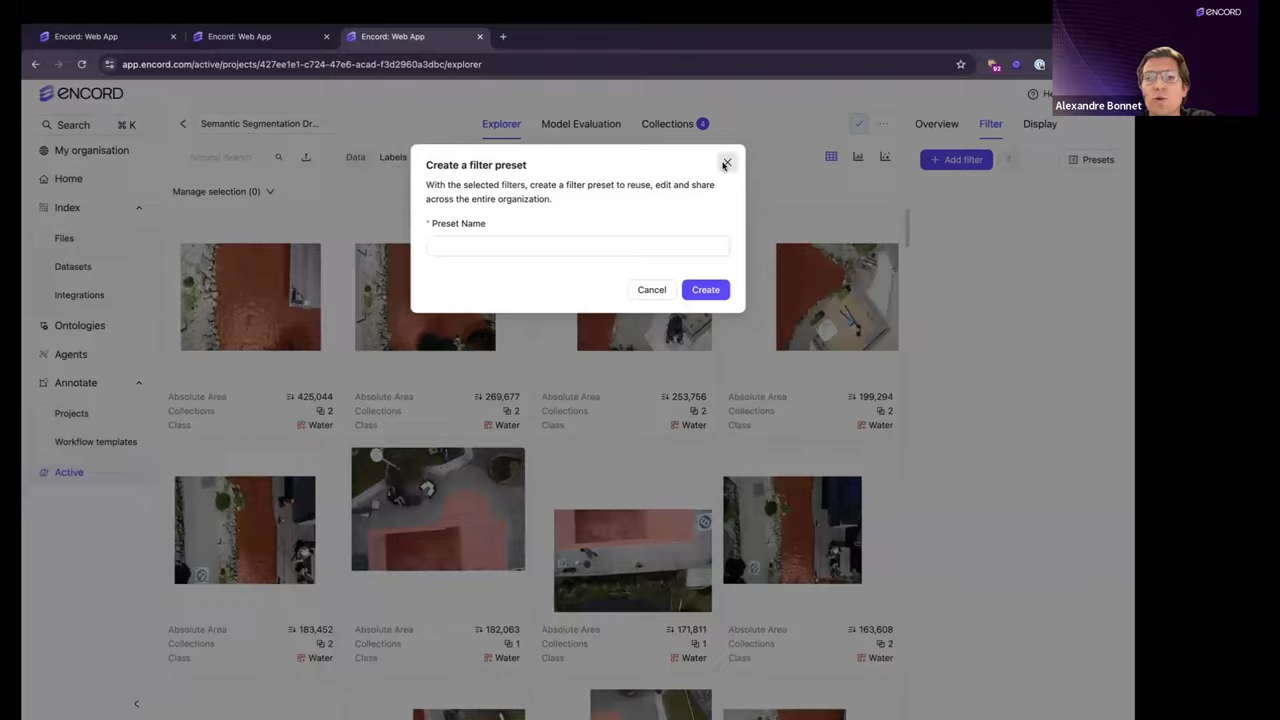 ENCORD
Alexandre Bonnet
Encord: Web App
Encord: Web App
Encord: Web App
app.encord.com/active/projects/427ee1e1-c724-47e6-acad-f3d2960a3dbc/explorer
92
ENCORD
He
Search
⌘ K
Semantic Segmentation Dr...
Explorer
Model Evaluation
Collections 4
Overview
Filter
Display
My organisation
Home
Index
Files
Datasets
Integrations
Ontologies
Agents
Annotate
Projects
Workflow templates
Active
Natural Search
Data
Labels
+ Add filter
Presets
Manage selection (0)
Create a filter preset
With the selected filters, create a filter preset to reuse, edit and share
across the entire organization.
* Preset Name
Cancel
Create
Absolute Area 425,044
Collections 2
Class Water
Absolute Area 269,677
Collections 2
Class Water
Absolute Area 253,756
Collections 2
Class Water
Absolute Area 199,294
Collections 2
Class Water
Absolute Area 183,452
Collections 2
Class Water
Absolute Area 182,063
Collections 1
Class Water
Absolute Area 171,811
Collections 1
Class Water
Absolute Area 163,608
Collections 2
Class Water